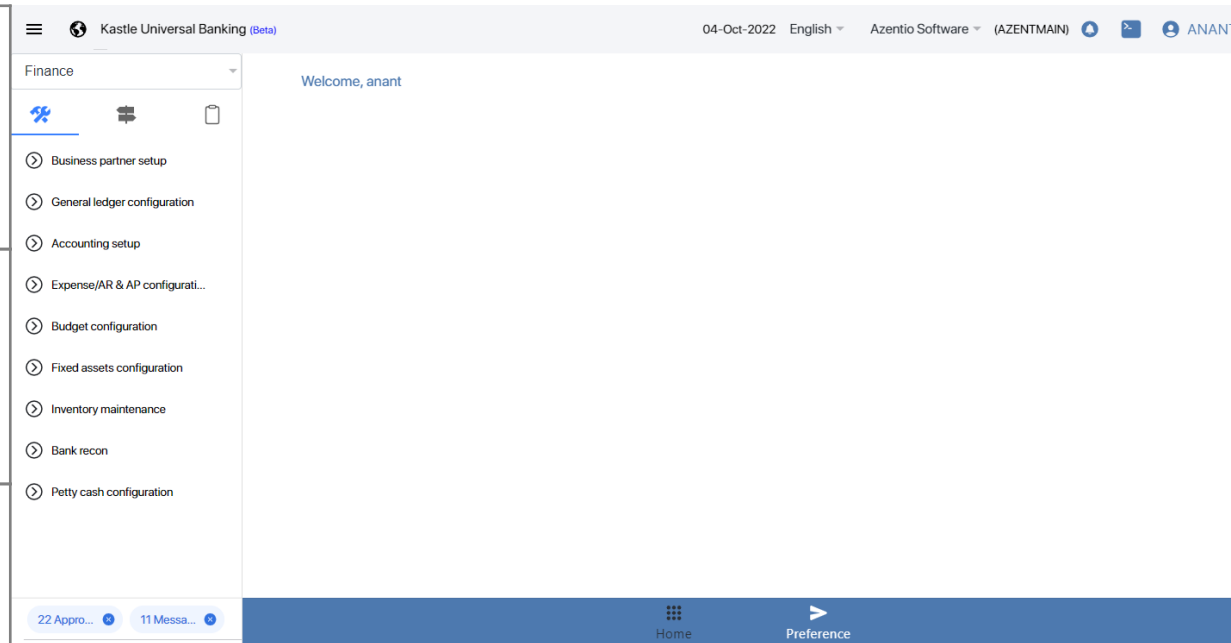 Kastle Universal Banking (Beta) 04-Oct-2022 English Azentio Software (AZENTMAIN) ANANT
Finance
Welcome, anant
Business partner setup
General ledger configuration
Accounting setup
Expense/AR & AP configurati...
Budget configuration
Fixed assets configuration
Inventory maintenance
Bank recon
Petty cash configuration
22 Appro... 11 Messa...
Home Preference